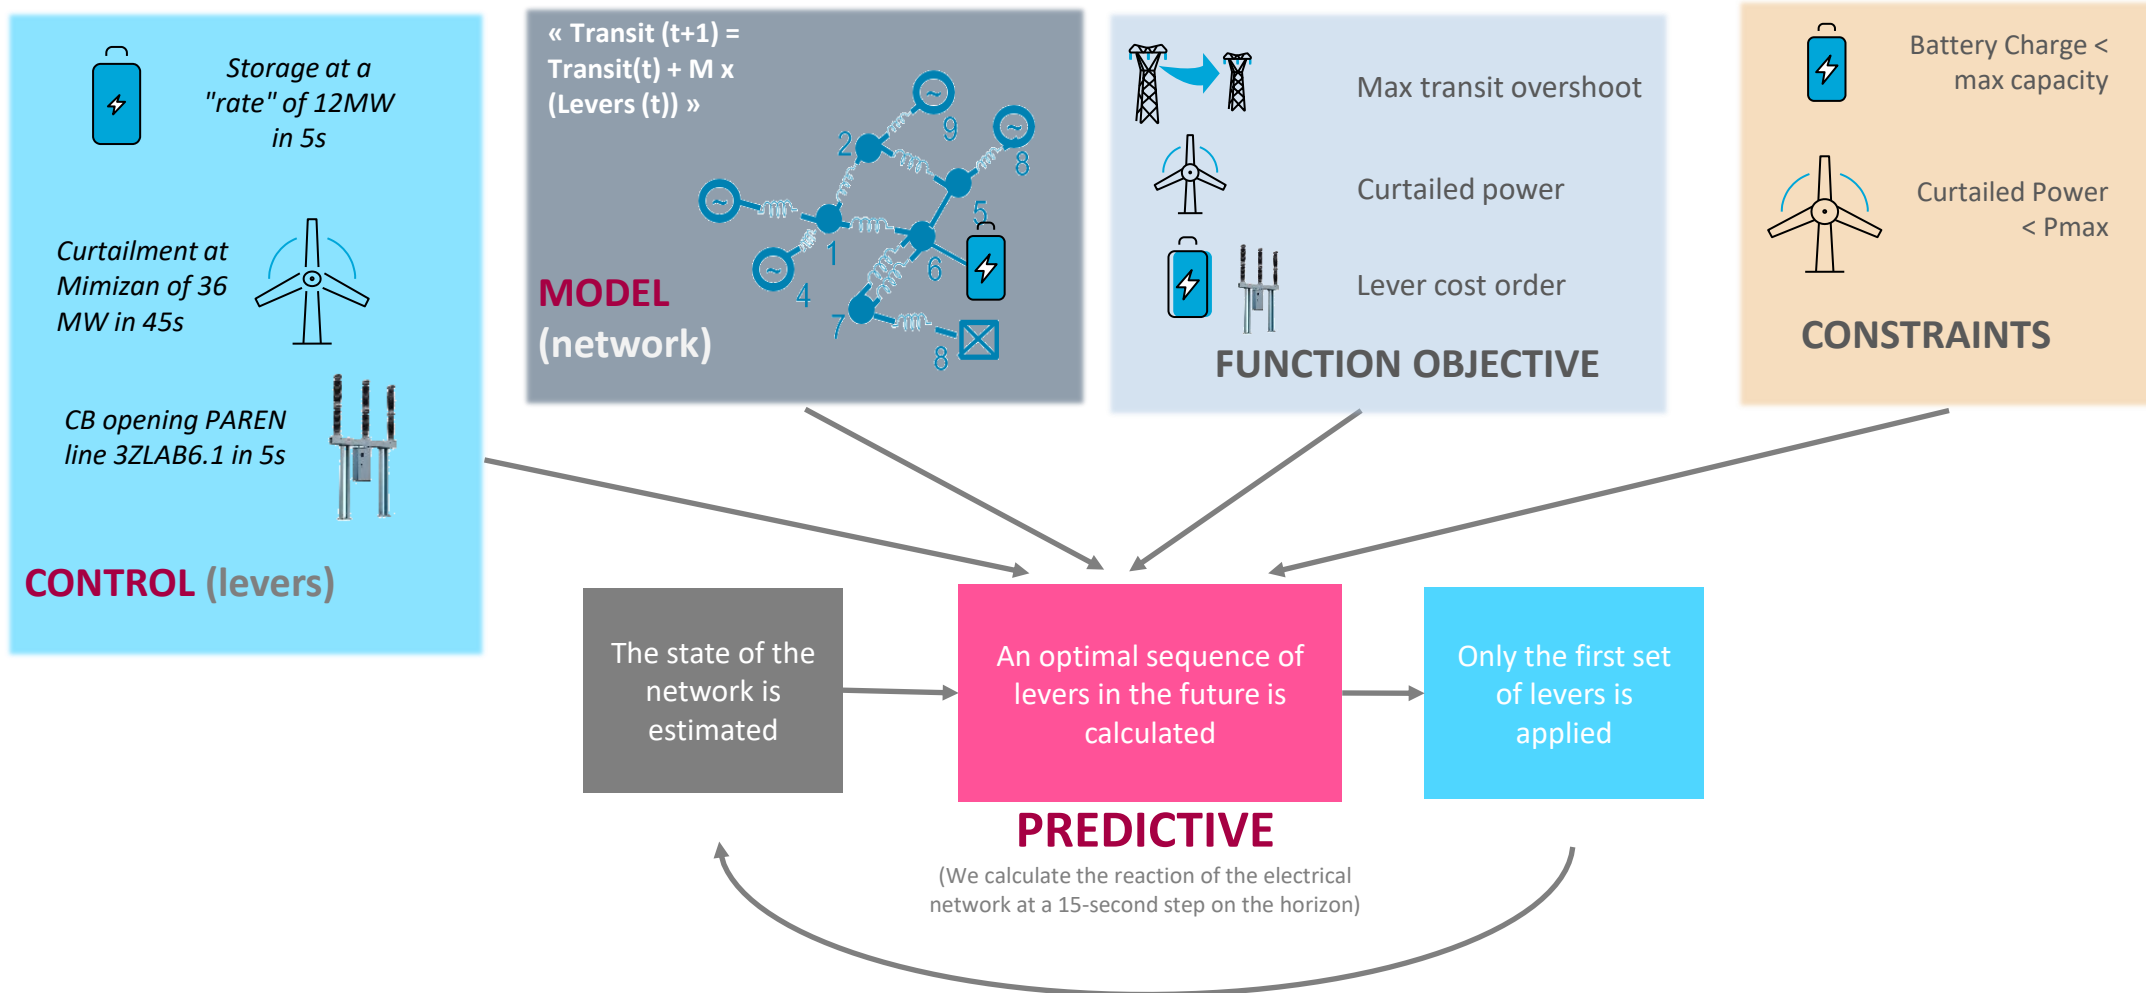 Storage at a
"rate" of 12MW
in 5s
Curtailment at
Mimizan of 36
MW in 45s
CB opening PAREN
line 3ZLAB6.1 in 5s
CONTROL (levers)
« Transit (t+1) =
Transit(t) + M x
(Levers (t)) »
2
9
8
5
1
6
4
7
8
MODEL
(network)
Max transit overshoot
Curtailed power
Lever cost order
FUNCTION OBJECTIVE
Battery Charge <
max capacity
Curtailed Power
< Pmax
CONSTRAINTS
The state of the
network is
estimated
An optimal sequence of
levers in the future is
calculated
Only the first set
of levers is
applied
PREDICTIVE
(We calculate the reaction of the electrical
network at a 15-second step on the horizon)